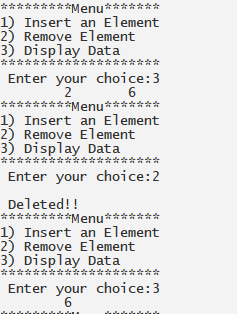 *********Menu*******
1) Insert an Element
2) Remove Element
3) Display Data
********************
Enter your choice:3
2 6
*********Menu*******
1) Insert an Element
2) Remove Element
3) Display Data
********************
Enter your choice:2
Deleted!!
*********Menu*******
1) Insert an Element
2) Remove Element
3) Display Data
********************
Enter your choice:3
6